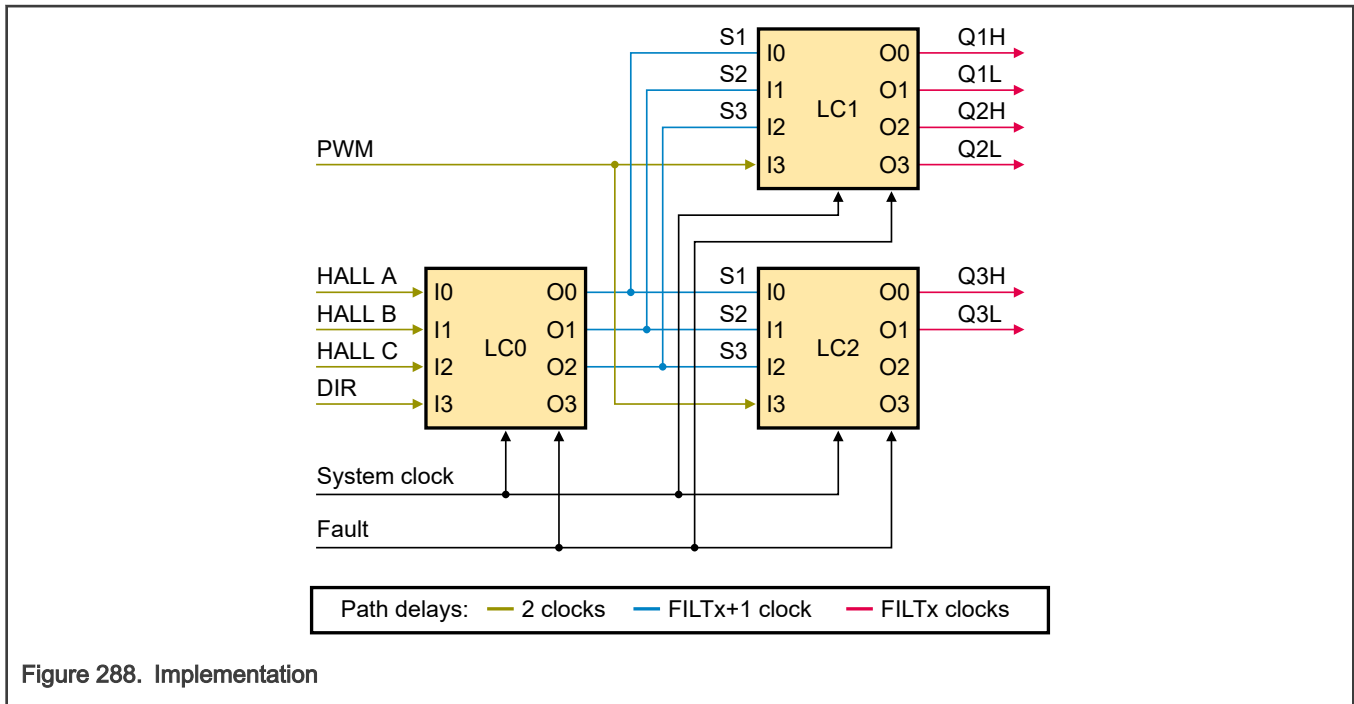 S1 I0 O0 Q1H
S2 I1 O1 Q1L
LC1
S3 I2 O2 Q2H
PWM I3 O3 Q2L
HALL A I0 O0 S1 I0 O0 Q3H
HALL B I1 O1 S2 I1 O1 Q3L
LC0 LC2
HALL C I2 O2 S3 I2 O2
DIR I3 O3 I3 O3
System clock
Fault
Path delays: 2 clocks FILTx+1 clock FILTx clocks
Figure 288. Implementation